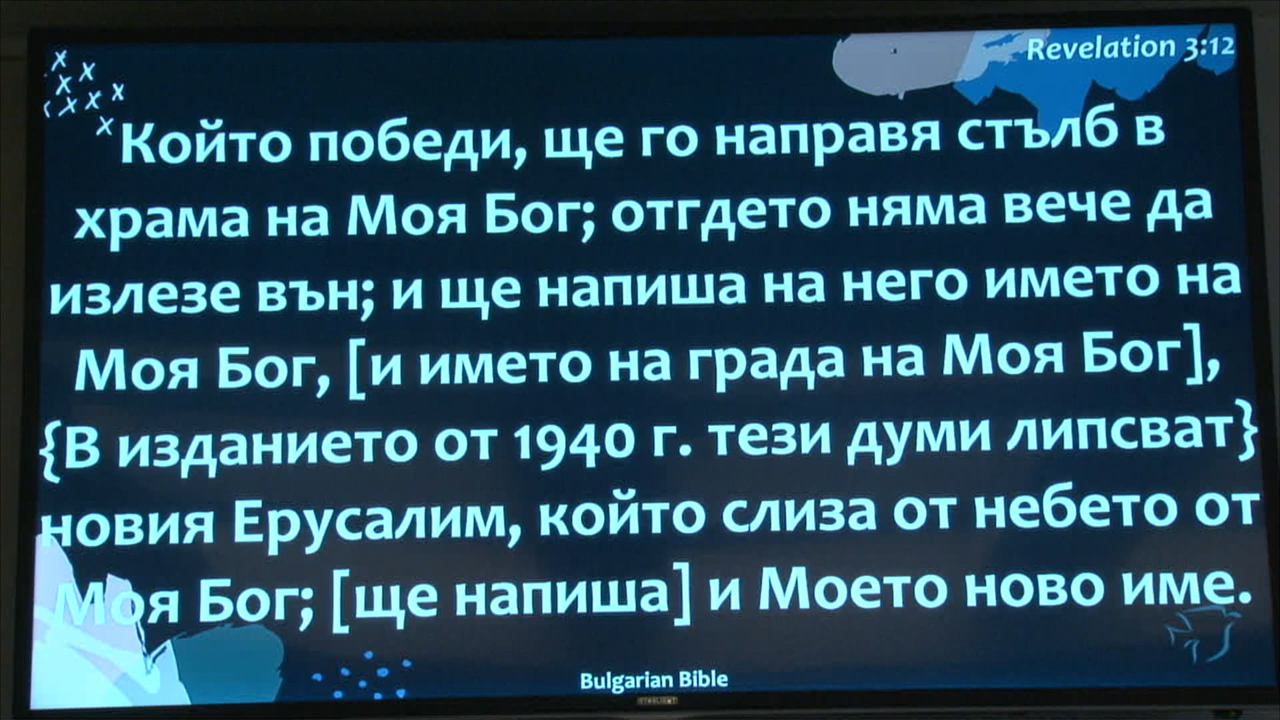 Revelation 3:12
Който победи, ще го направя стълб в
храма на Моя Бог; отгдето няма вече да
излезе вън; и ще напиша на него името на
Моя Бог, [и името на града на Моя Бог],
{В изданието от 1940 г. тези думи липсват}
новия Ерусалим, който слиза от небето от
Моя Бог; [ще напиша] и Моето ново име.
Bulgarian Bible
STARLIGHT